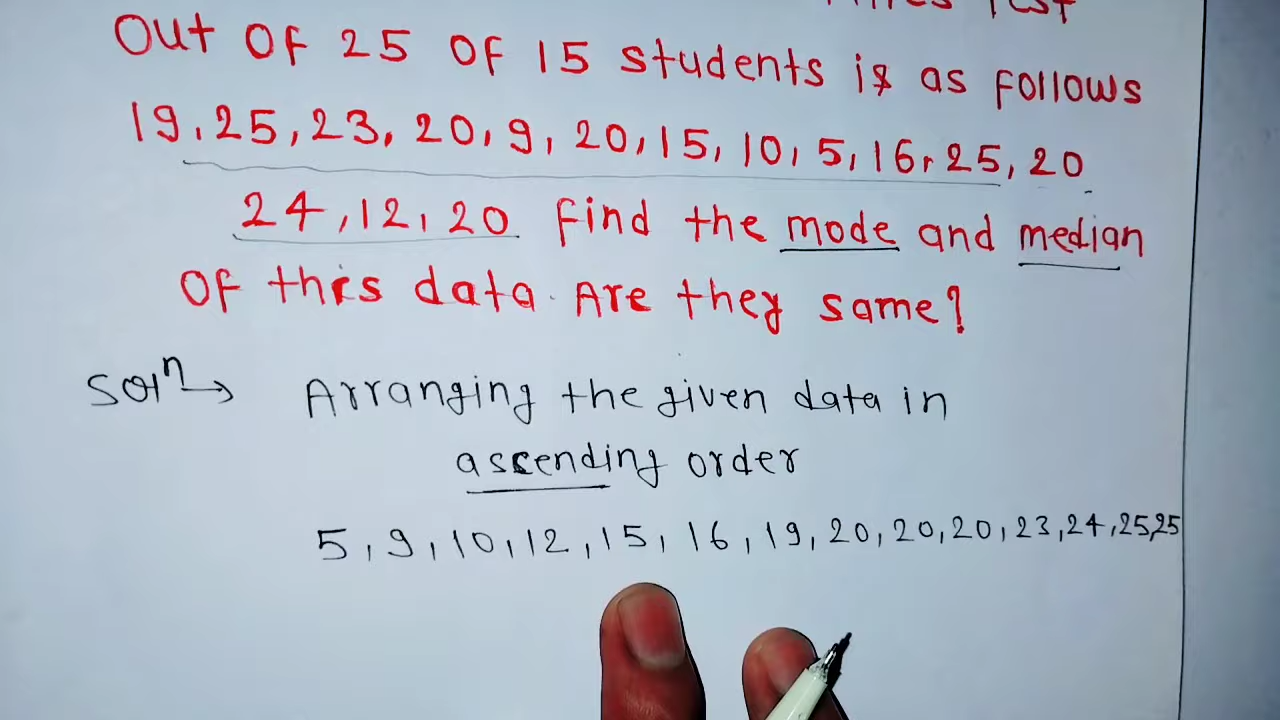 Out of 25 of 15 students is as follows
19, 25, 23, 20, 9, 20, 15, 10, 5, 16, 25, 20
24, 12, 20 find the mode and median
of this data. Are they same?
Solⁿ→ Arranging the given data in
ascending order
5, 9, 10, 12, 15, 16, 19, 20, 20, 20, 23, 24, 25, 25